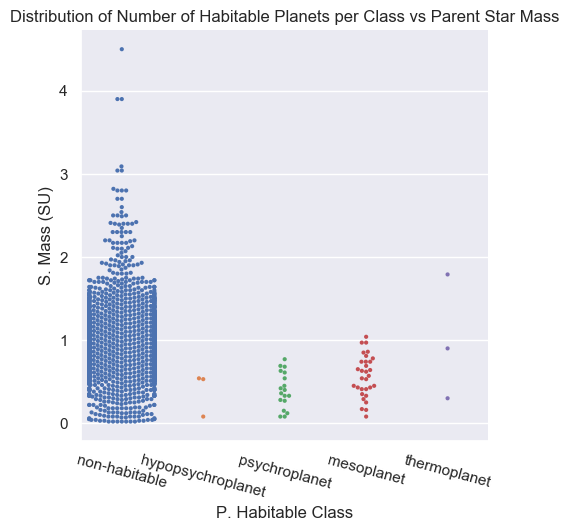 Distribution of Number of Habitable Planets per Class vs Parent Star Mass
4
3
2
1
0
S. Mass (SU)
non-habitable
hypopsychroplanet
psychroplanet
mesoplanet
thermoplanet
P. Habitable Class